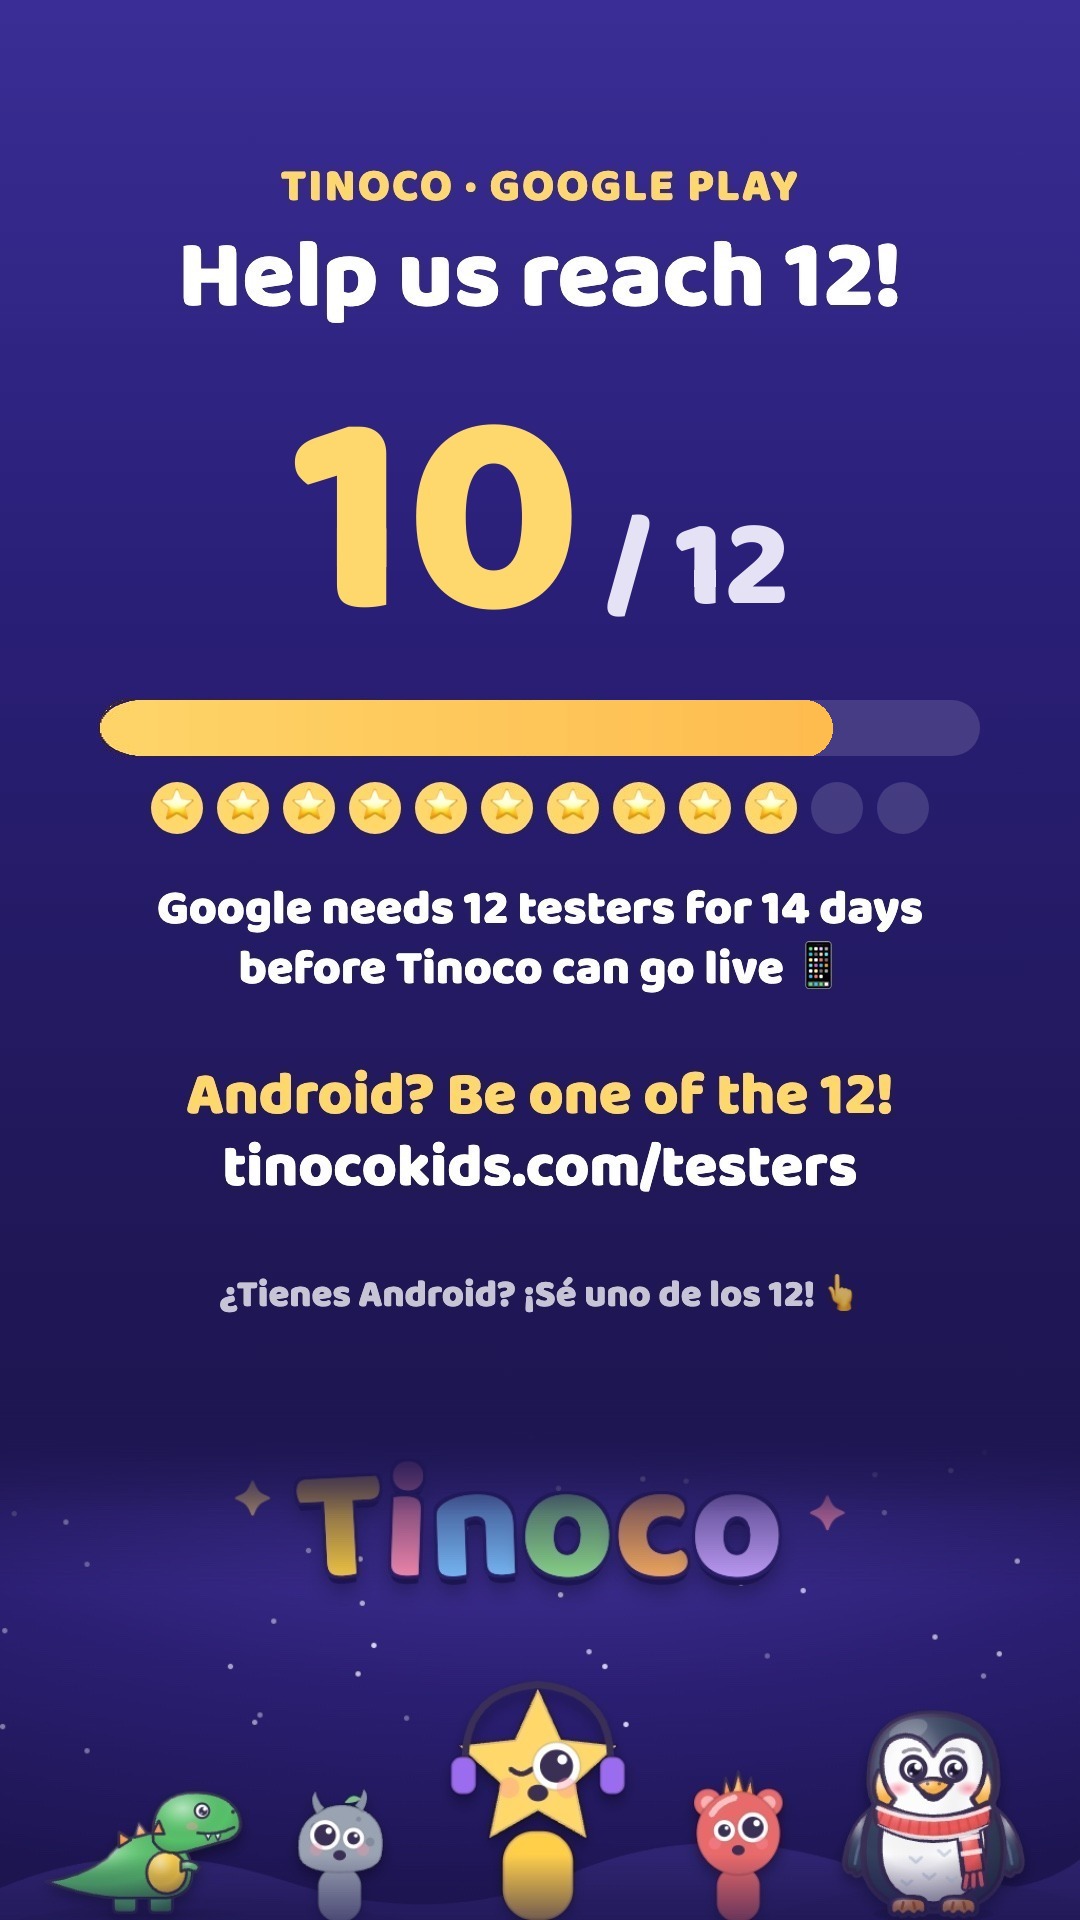 TINOCO · GOOGLE PLAY
Help us reach 12!
10 / 12
Google needs 12 testers for 14 days
before Tinoco can go live 📱
Android? Be one of the 12!
tinocokids.com/testers
¿Tienes Android? ¡Sé uno de los 12! 👆
Tinoco